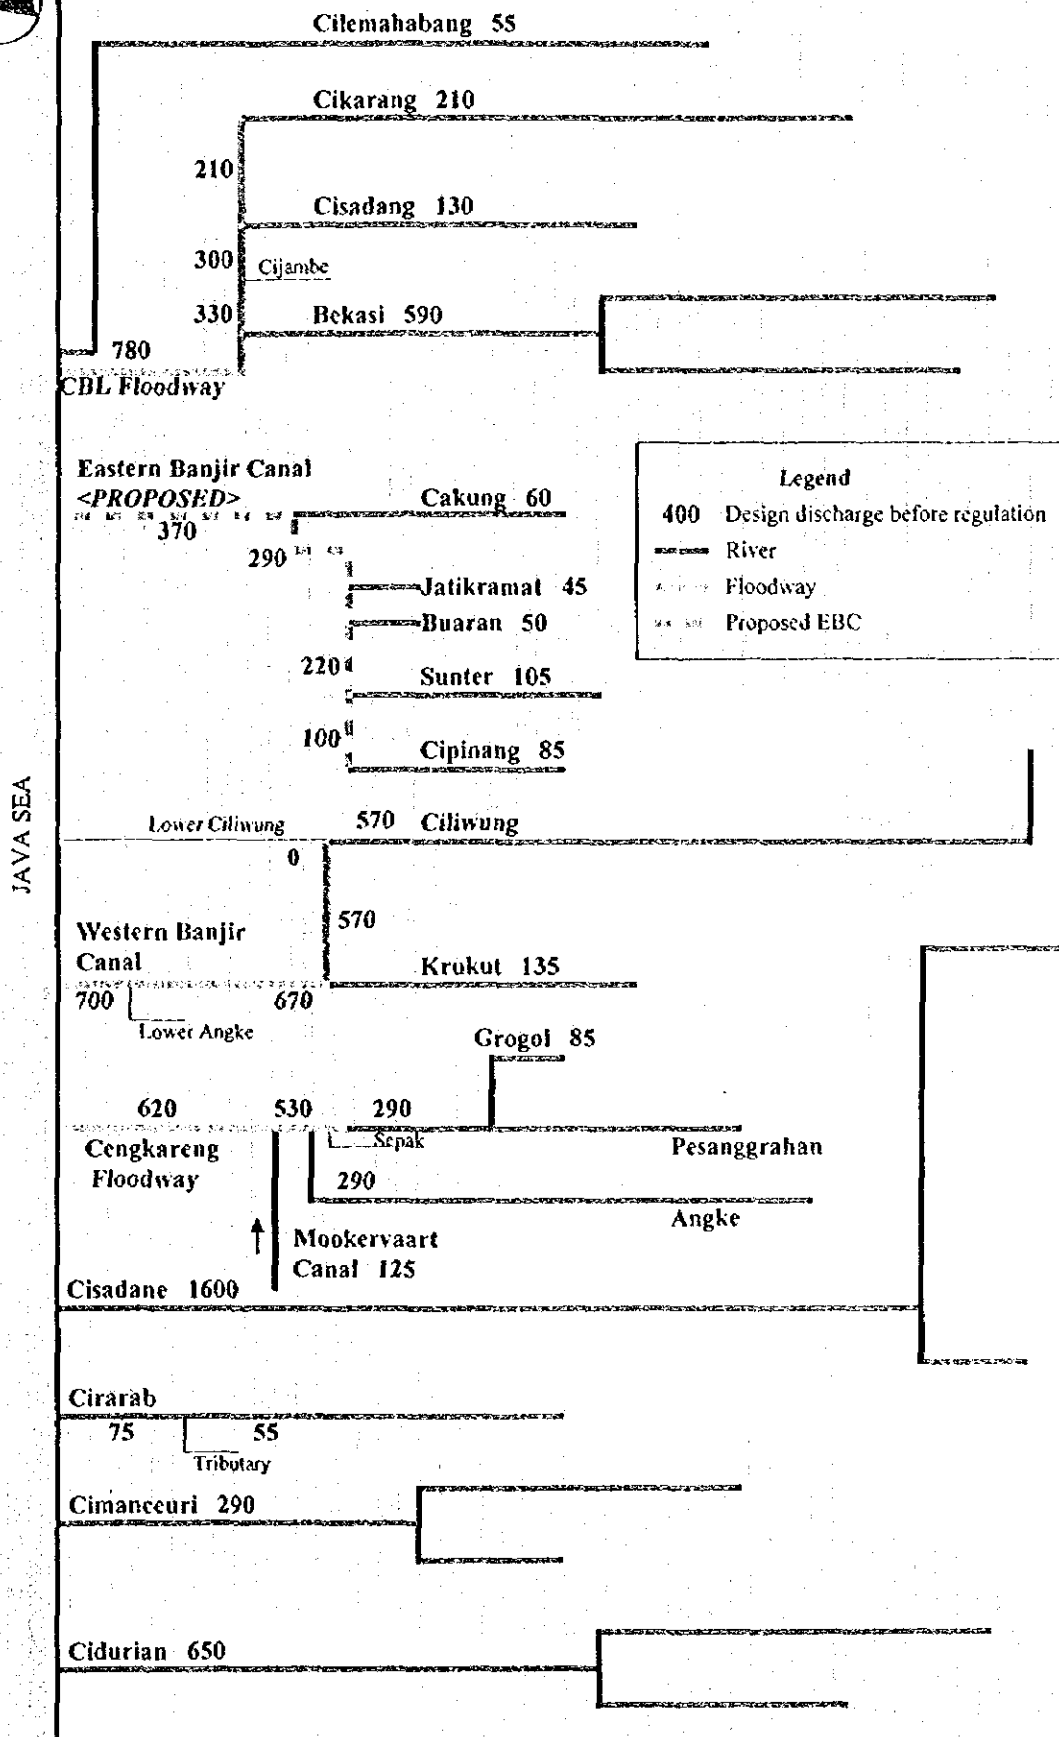 Cilemahabang 55
Cikarang 210
210
Cisadang 130
300
Cijambe
330
Bekasi 590
780
CBL Floodway
Eastern Banjir Canal
<PROPOSED>
Cakung 60
370
290
Jatikramat 45
Buaran 50
220
Sunter 105
100
Cipinang 85
Legend
400 Design discharge before regulation
River
Floodway
Proposed EBC
JAVA SEA
Lower Ciliwung
570 Ciliwung
0
570
Western Banjir
Canal
Krukut 135
700
670
Lower Angke
Grogol 85
620
530
290
Sepak
Cengkareng
Floodway
Pesanggrahan
290
Angke
Mookervaart
Canal 125
Cisadane 1600
Cirarab
75
55
Tributary
Cimanceuri 290
Cidurian 650